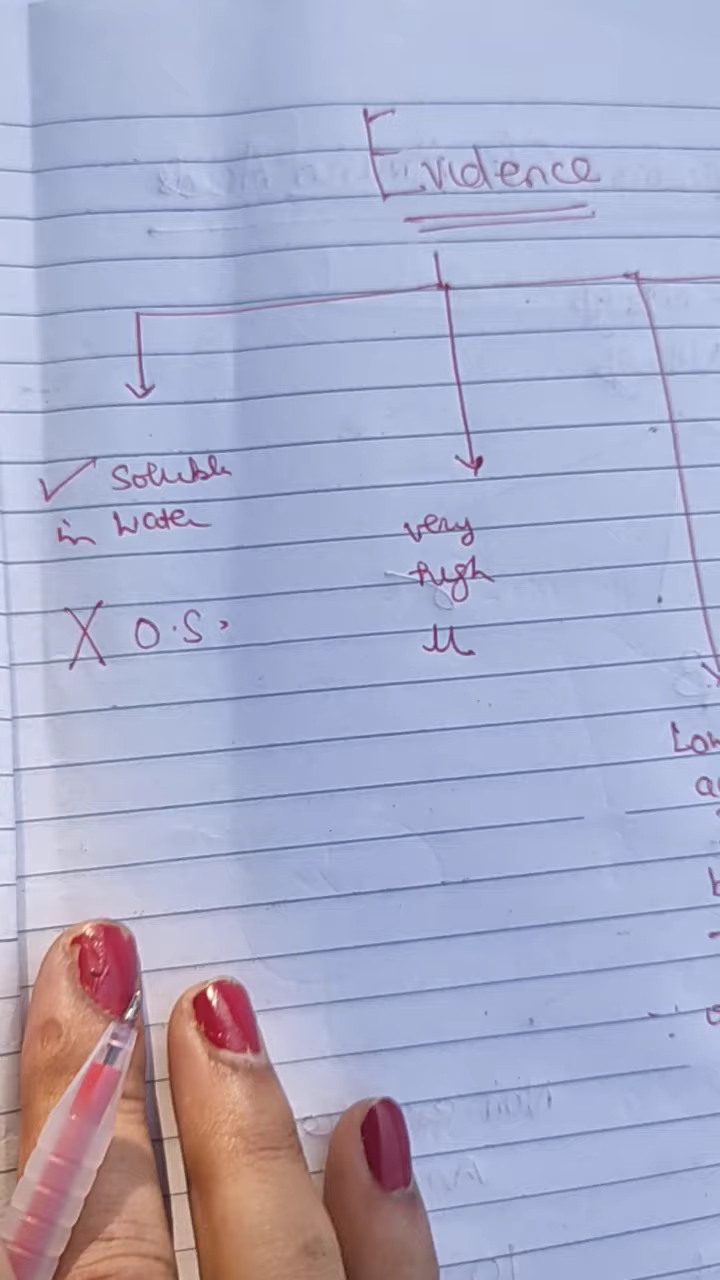 Evidence
✓ Soluble
in water
X O.S.
very
high
μ